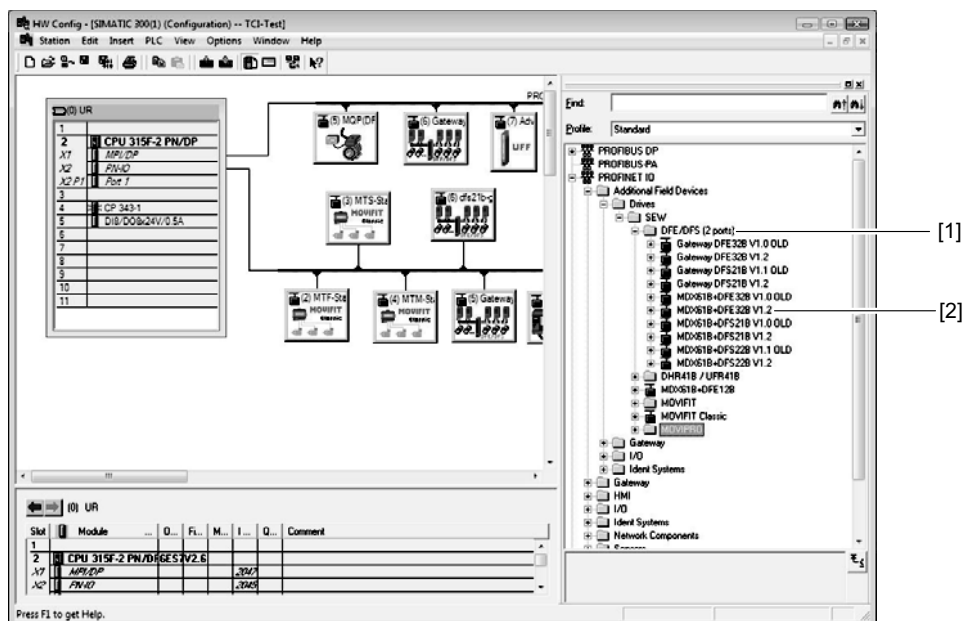 HW Config - [SIMATIC 300(1) (Configuration) -- TCI-Test]
Station Edit Insert PLC View Options Window Help
(0) UR
1
2 CPU 315F-2 PN/DP
X1 MPI/DP
X2 PN-IO
X2 P1 Port 1
3
4 CP 343-1
5 DI8/DO8x24V/0.5A
6
7
8
9
10
11
PRO
(5) MQP(DF
(6) Gateway
(7) Adv
UFF
(3) MTS-Sta
MOVIFIT
classic
(6) dfs21b-g
(2) MTF-Sta
MOVIFIT
classic
(4) MTM-Sta
MOVIFIT
classic
(5) Gateway
Find:
Profile: Standard
PROFIBUS DP
PROFIBUS-PA
PROFINET IO
Additional Field Devices
Drives
SEW
DFE/DFS (2 ports)
Gateway DFE32B V1.0 OLD
Gateway DFE32B V1.2
Gateway DFS21B V1.1 OLD
Gateway DFS21B V1.2
MDX61B+DFE32B V1.0 OLD
MDX61B+DFE32B V1.2
MDX61B+DFS21B V1.0 OLD
MDX61B+DFS21B V1.2
MDX61B+DFS22B V1.1 OLD
MDX61B+DFS22B V1.2
DHR41B / UFR41B
MDX61B+DFE12B
MOVIFIT
MOVIFIT Classic
MOVIPRO
Gateway
I/O
Ident Systems
Gateway
HMI
I/O
Ident Systems
Network Components
Sensors
[1]
[2]
(0) UR
Slot Module ... O... Fi... M... I... Q... Comment
1
2 CPU 315F-2 PN/DP 6ES7 V2.6
X1 MPI/DP 2047
X2 PN-IO 2045
Press F1 to get Help.